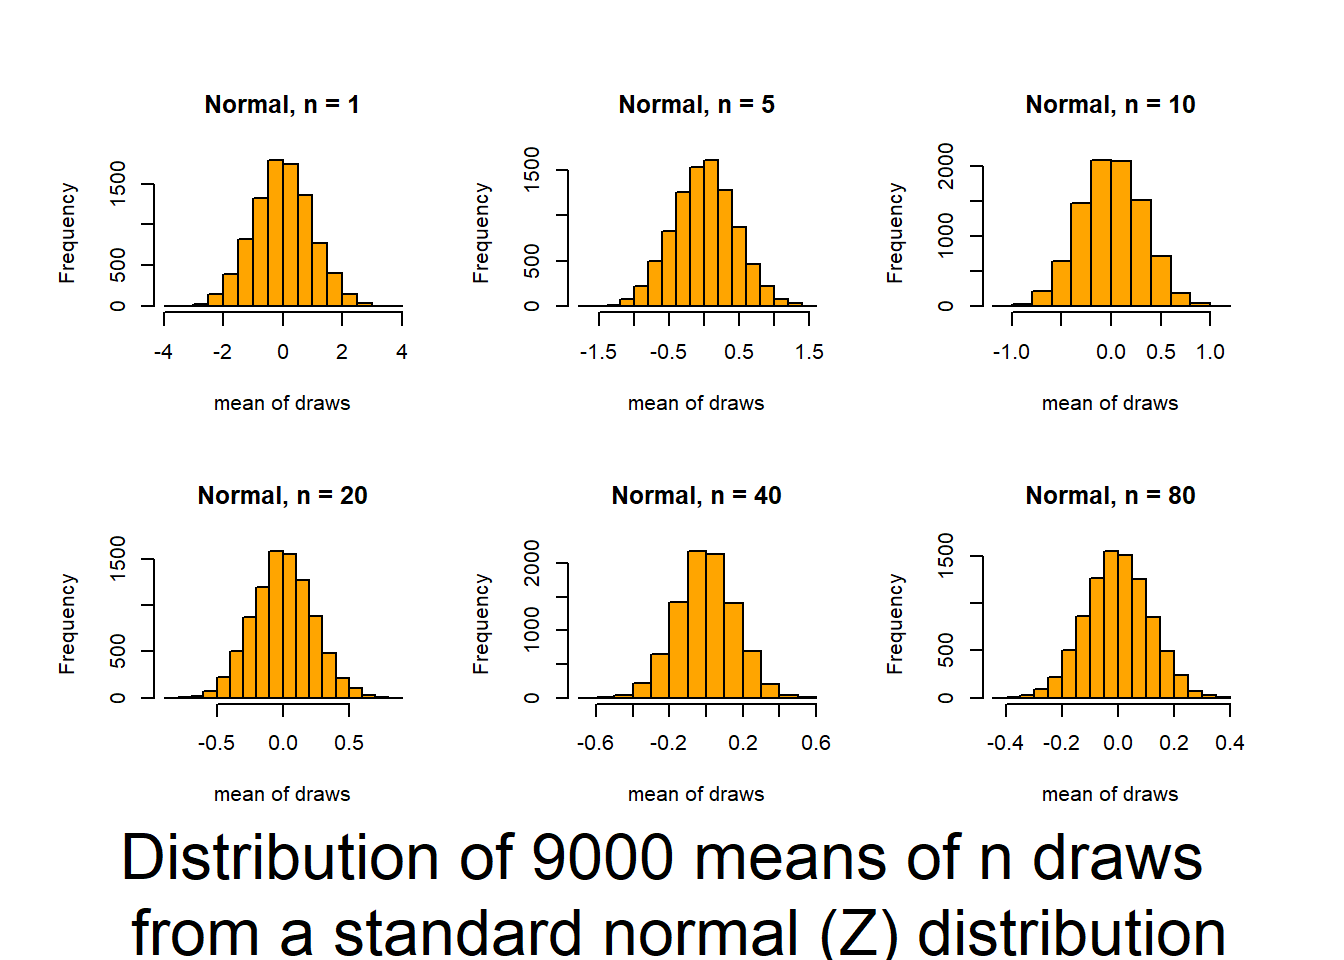 Normal, n = 1
Frequency
1500
500
0
-4 -2 0 2 4
mean of draws
Normal, n = 5
Frequency
1500
500
0
-1.5 -0.5 0.5 1.5
mean of draws
Normal, n = 10
Frequency
2000
1000
0
-1.0 0.0 0.5 1.0
mean of draws
Normal, n = 20
Frequency
1500
500
0
-0.5 0.0 0.5
mean of draws
Normal, n = 40
Frequency
2000
1000
0
-0.6 -0.2 0.2 0.6
mean of draws
Normal, n = 80
Frequency
1500
500
0
-0.4 -0.2 0.0 0.2 0.4
mean of draws
Distribution of 9000 means of n draws
from a standard normal (Z) distribution